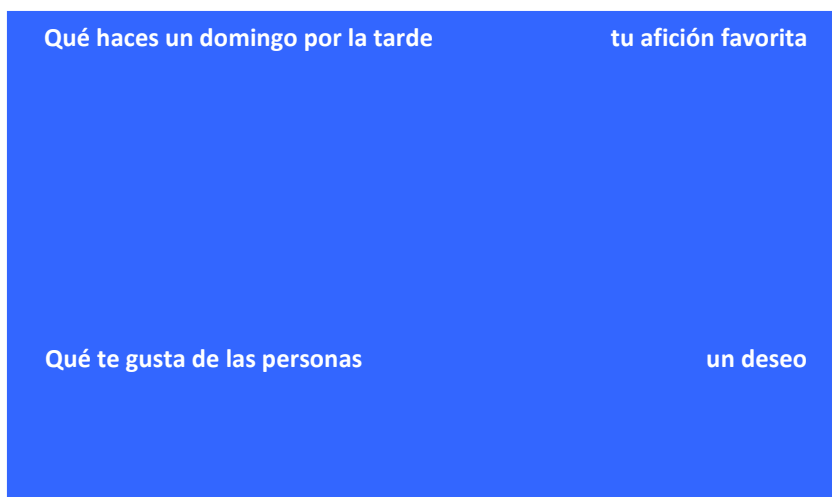 Qué haces un domingo por la tarde
tu afición favorita
Qué te gusta de las personas
un deseo